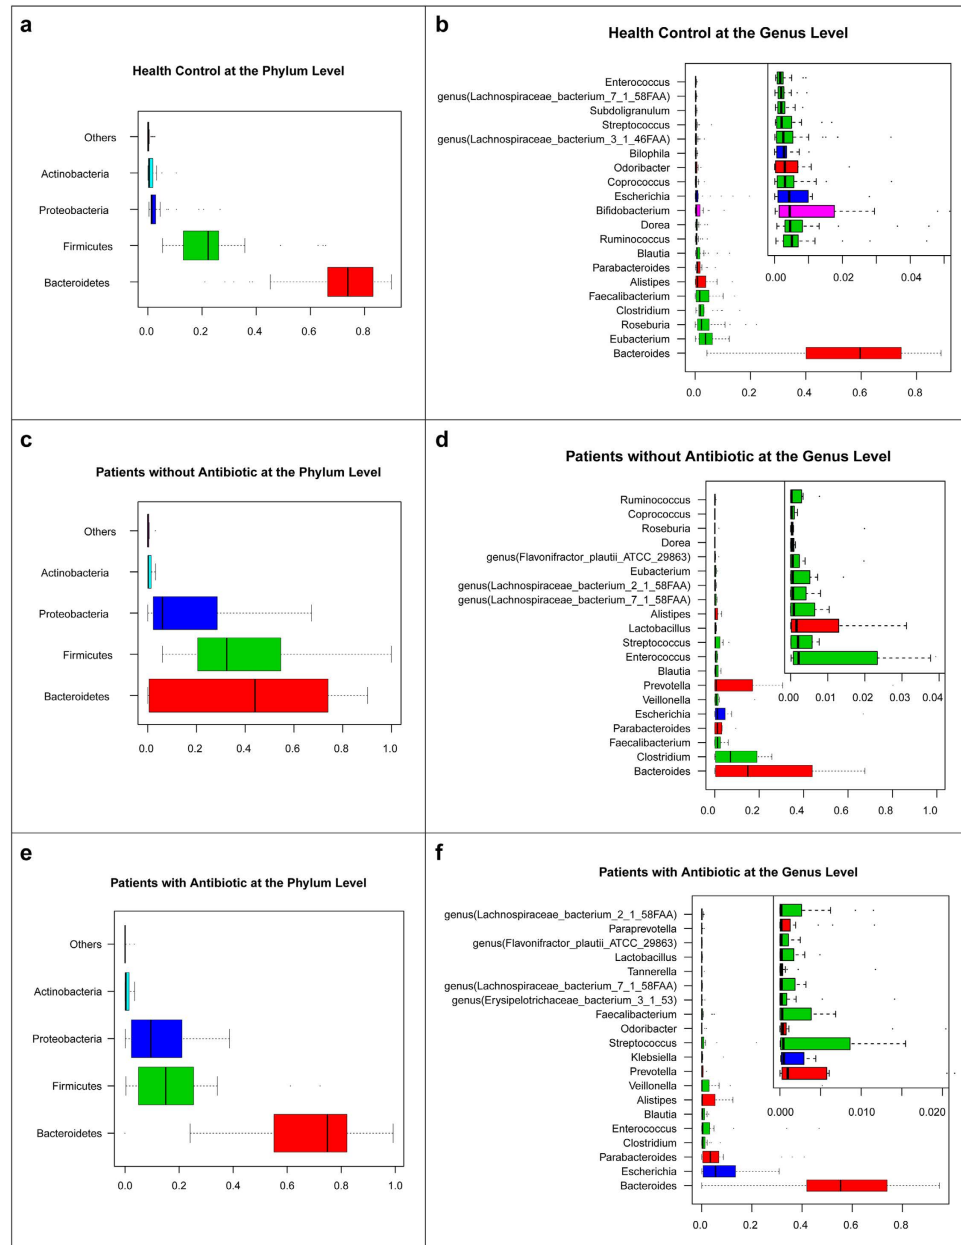 a
Health Control at the Phylum Level
Others
Actinobacteria
Proteobacteria
Firmicutes
Bacteroidetes
0.0 0.2 0.4 0.6 0.8
b
Health Control at the Genus Level
Enterococcus
genus(Lachnospiraceae_bacterium_7_1_58FAA)
Subdoligranulum
Streptococcus
genus(Lachnospiraceae_bacterium_3_1_46FAA)
Bilophila
Odoribacter
Coprococcus
Escherichia
Bifidobacterium
Dorea
Ruminococcus
Blautia
Parabacteroides
Alistipes
Faecalibacterium
Clostridium
Roseburia
Eubacterium
Bacteroides
0.00 0.02 0.04
0.0 0.2 0.4 0.6 0.8
c
Patients without Antibiotic at the Phylum Level
Others
Actinobacteria
Proteobacteria
Firmicutes
Bacteroidetes
0.0 0.2 0.4 0.6 0.8 1.0
d
Patients without Antibiotic at the Genus Level
Ruminococcus
Coprococcus
Roseburia
Dorea
genus(Flavonifractor_plautii_ATCC_29863)
Eubacterium
genus(Lachnospiraceae_bacterium_2_1_58FAA)
genus(Lachnospiraceae_bacterium_7_1_58FAA)
Alistipes
Lactobacillus
Streptococcus
Enterococcus
Blautia
Prevotella
Veillonella
Escherichia
Parabacteroides
Faecalibacterium
Clostridium
Bacteroides
0.00 0.01 0.02 0.03 0.04
0.0 0.2 0.4 0.6 0.8 1.0
e
Patients with Antibiotic at the Phylum Level
Others
Actinobacteria
Proteobacteria
Firmicutes
Bacteroidetes
0.0 0.2 0.4 0.6 0.8 1.0
f
Patients with Antibiotic at the Genus Level
genus(Lachnospiraceae_bacterium_2_1_58FAA)
Paraprevotella
genus(Flavonifractor_plautii_ATCC_29863)
Lactobacillus
Tannerella
genus(Lachnospiraceae_bacterium_7_1_58FAA)
genus(Erysipelotrichaceae_bacterium_3_1_53)
Faecalibacterium
Odoribacter
Streptococcus
Klebsiella
Prevotella
Veillonella
Alistipes
Blautia
Enterococcus
Clostridium
Parabacteroides
Escherichia
Bacteroides
0.000 0.010 0.020
0.0 0.2 0.4 0.6 0.8